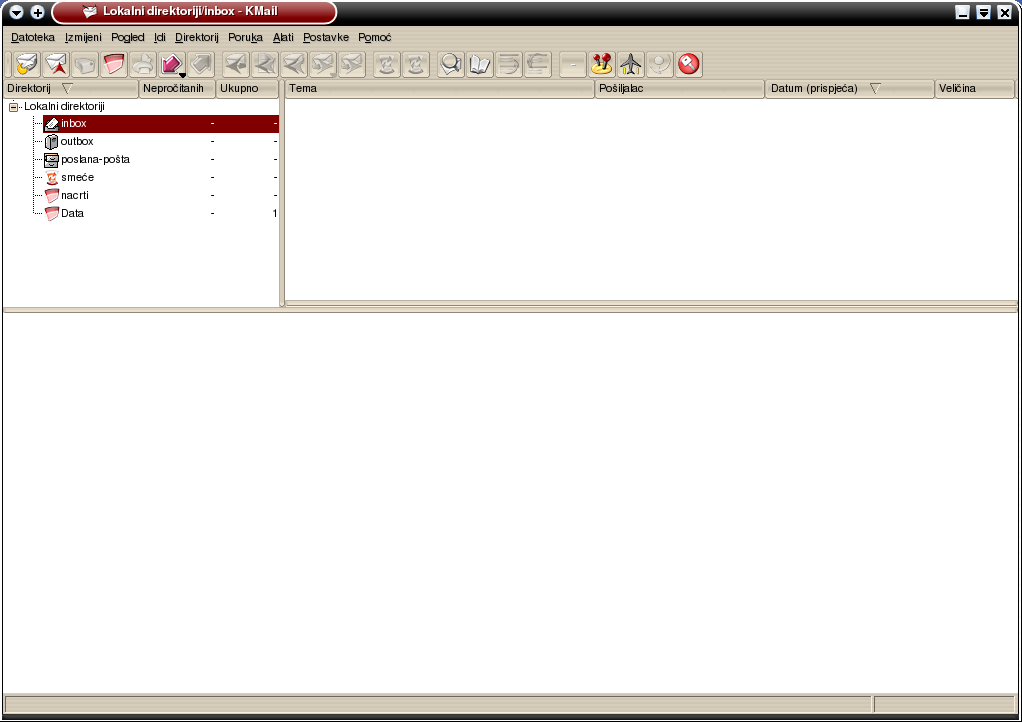 Lokalni direktoriji/inbox - KMail
Datoteka Izmijeni Pogled Idi Direktorij Poruka Alati Postavke Pomoć
Direktorij Nepročitanih Ukupno Tema Pošiljalac Datum (prispjeća) Veličina
Lokalni direktoriji
inbox - -
outbox - -
poslana-pošta - -
smeće - -
nacrti - -
Data - 1